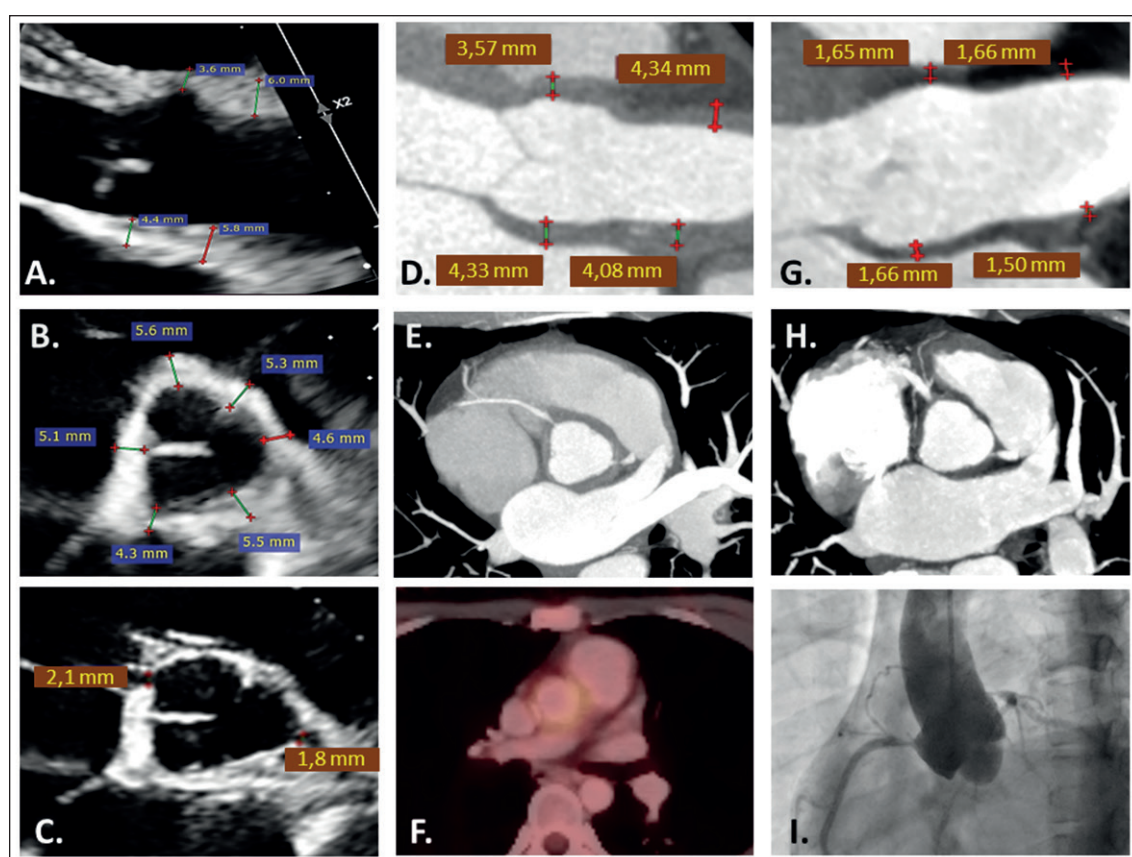 3.6 mm
6.0 mm
X2
4.4 mm
5.8 mm
A.
3,57 mm
4,34 mm
D.
4,33 mm
4,08 mm
1,65 mm
1,66 mm
G.
1,66 mm
1,50 mm
B.
5.6 mm
5.3 mm
5.1 mm
4.6 mm
4.3 mm
5.5 mm
E.
H.
2,1 mm
1,8 mm
C.
F.
I.